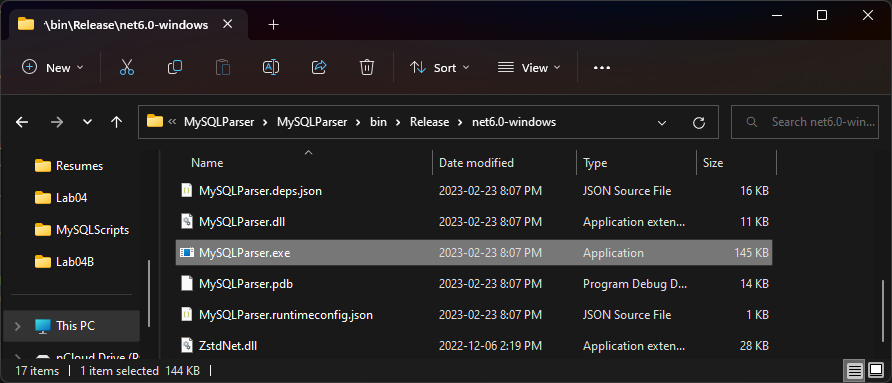 \bin\Release\net6.0-windows
New
Sort
View
MySQLParser > MySQLParser > bin > Release > net6.0-windows
Search net6.0-win...
Name Date modified Type Size
Resumes
Lab04
MySQLScripts
Lab04B
This PC
MySQLParser.deps.json 2023-02-23 8:07 PM JSON Source File 16 KB
MySQLParser.dll 2023-02-23 8:07 PM Application exten... 11 KB
MySQLParser.exe 2023-02-23 8:07 PM Application 145 KB
MySQLParser.pdb 2023-02-23 8:07 PM Program Debug D... 14 KB
MySQLParser.runtimeconfig.json 2023-02-23 8:07 PM JSON Source File 1 KB
ZstdNet.dll 2022-12-06 2:19 PM Application exten... 28 KB
17 items 1 item selected 144 KB